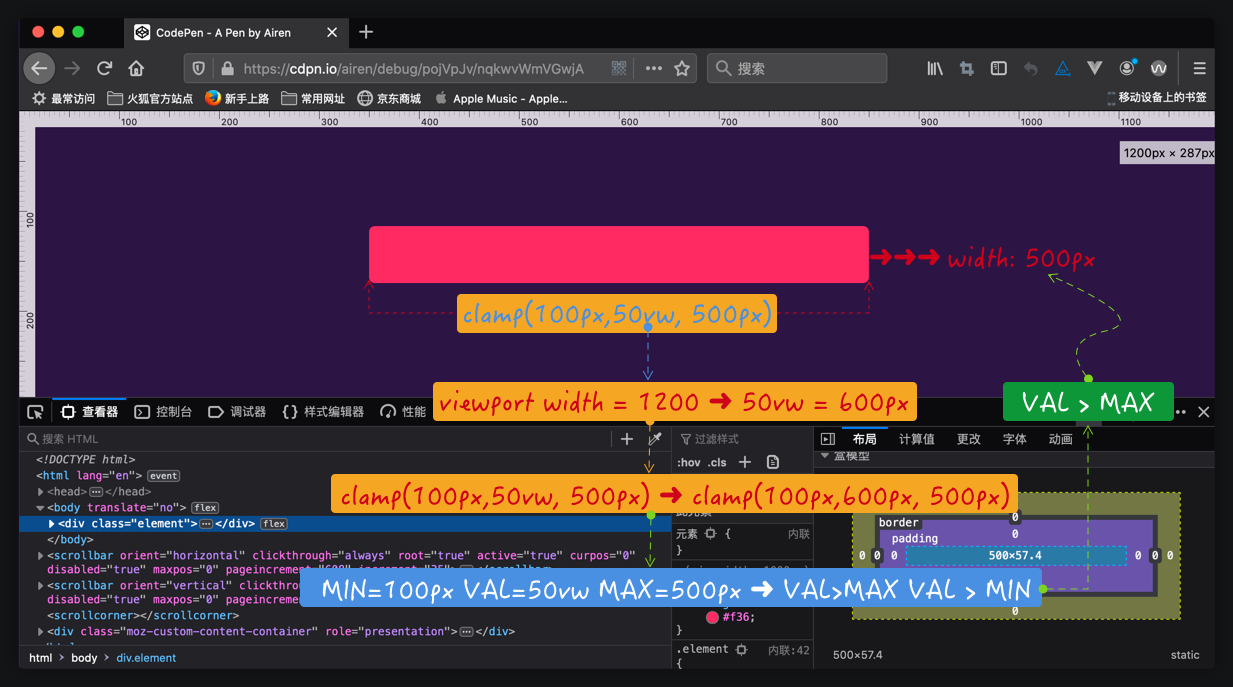 CodePen - A Pen by Airen
https://cdpn.io/airen/debug/pojVpJv/nqkwvWmVGwjA
搜索
最常访问 火狐官方站点 新手上路 常用网址 京东商城 Apple Music - Apple... 移动设备上的书签
100 200 300 400 500 600 700 800 900 1000 1100
1200px × 287px
100
200
width: 500px
clamp(100px,50vw, 500px)
viewport width = 1200 → 50vw = 600px
VAL > MAX
查看器 控制台 调试器 样式编辑器 性能
搜索 HTML
过滤样式
布局 计算值 更改 字体 动画
:hov .cls
盒模型
<!DOCTYPE html>
<html lang="en"> event
<head>···</head>
<body translate="no"> flex
<div class="element">···</div> flex
</body>
<scrollbar orient="horizontal" clickthrough="always" root="true" active="true" curpos="0"
disabled="true" maxpos="0" pageincrement="600" increment="35">
<scrollbar orient="vertical" clickthrou
disabled="true" maxpos="0" pageincreme
<scrollcorner></scrollcorner>
<div class="moz-custom-content-container" role="presentation">···</div>
clamp(100px,50vw, 500px) → clamp(100px,600px, 500px)
元素 { 内联
}
MIN=100px VAL=50vw MAX=500px → VAL>MAX VAL > MIN
#f36;
}
.element 内联:42
{
0
border 0
padding
0 0 0 500×57.4 0 0 0
0
500×57.4 static
html > body > div.element